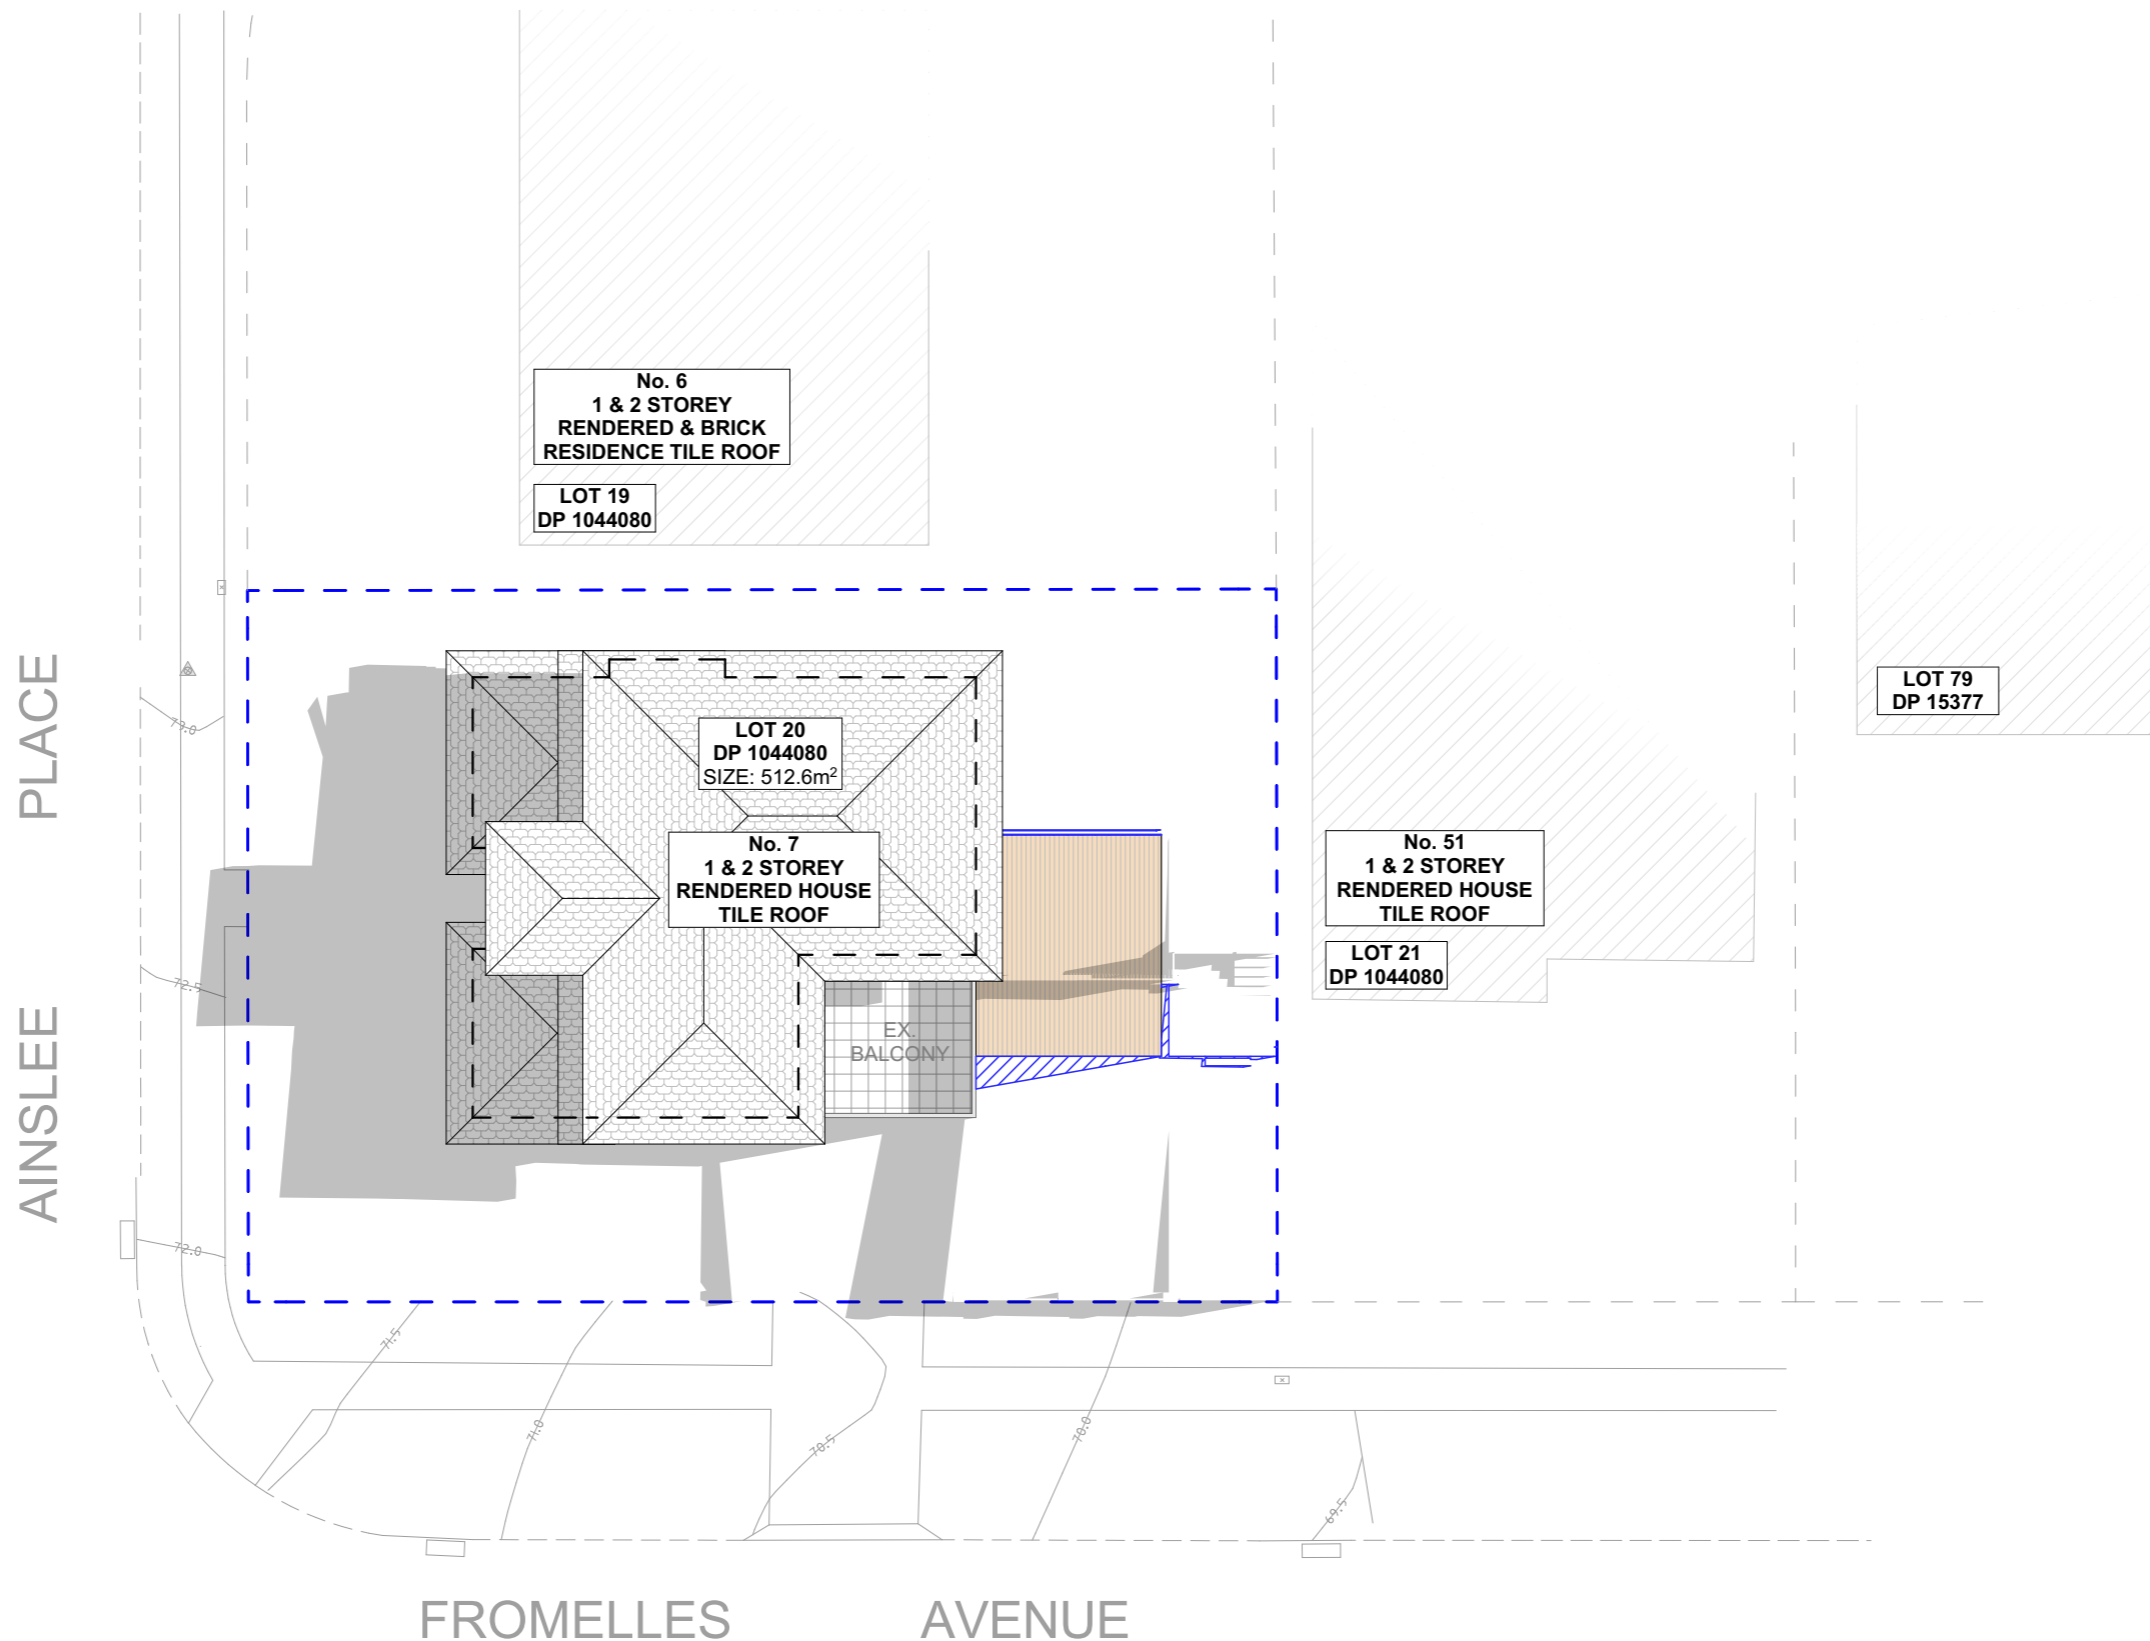 No. 6
1 & 2 STOREY
RENDERED & BRICK
RESIDENCE TILE ROOF
LOT 19
DP 1044080
LOT 79
DP 15377
LOT 20
DP 1044080
SIZE: 512.6m²
No. 7
1 & 2 STOREY
RENDERED HOUSE
TILE ROOF
No. 51
1 & 2 STOREY
RENDERED HOUSE
TILE ROOF
LOT 21
DP 1044080
EX.
BALCONY
AINSLEE PLACE
73.0
72.5
72.0
71.5
71.0
70.5
70.0
69.5
FROMELLES AVENUE